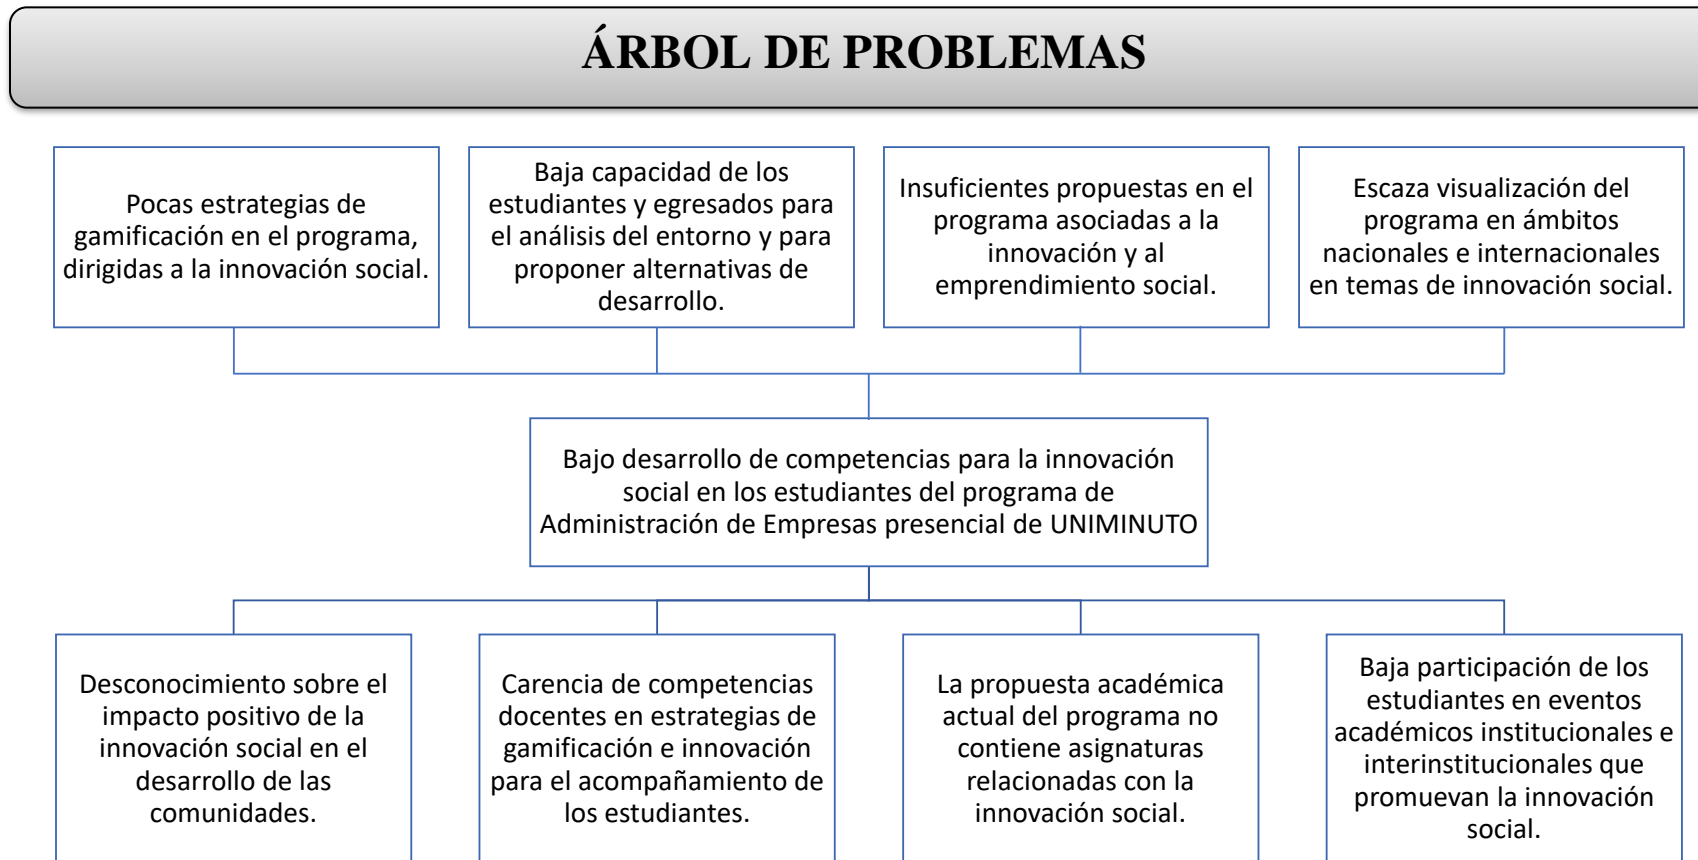 ÁRBOL DE PROBLEMAS
Pocas estrategias de
gamificación en el programa,
dirigidas a la innovación social.
Baja capacidad de los
estudiantes y egresados para
el análisis del entorno y para
proponer alternativas de
desarrollo.
Insuficientes propuestas en el
programa asociadas a la
innovación y al
emprendimiento social.
Escaza visualización del
programa en ámbitos
nacionales e internacionales
en temas de innovación social.
Bajo desarrollo de competencias para la innovación
social en los estudiantes del programa de
Administración de Empresas presencial de UNIMINUTO
Desconocimiento sobre el
impacto positivo de la
innovación social en el
desarrollo de las
comunidades.
Carencia de competencias
docentes en estrategias de
gamificación e innovación
para el acompañamiento de
los estudiantes.
La propuesta académica
actual del programa no
contiene asignaturas
relacionadas con la
innovación social.
Baja participación de los
estudiantes en eventos
académicos institucionales e
interinstitucionales que
promuevan la innovación
social.